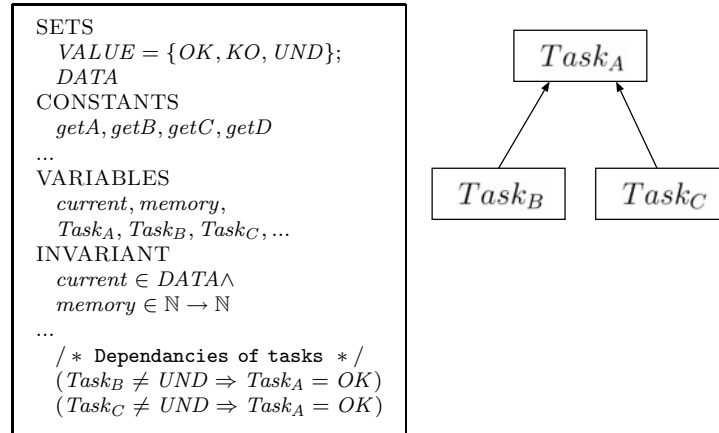 SETS
VALUE = {OK, KO, UND};
DATA
CONSTANTS
getA, getB, getC, getD
...
VARIABLES
current, memory,
Task_A, Task_B, Task_C, ...
INVARIANT
current ∈ DATA∧
memory ∈ ℕ → ℕ
...
/ * Dependancies of tasks * /
(Task_B ≠ UND ⇒ Task_A = OK)
(Task_C ≠ UND ⇒ Task_A = OK)
Task_A
Task_B
Task_C